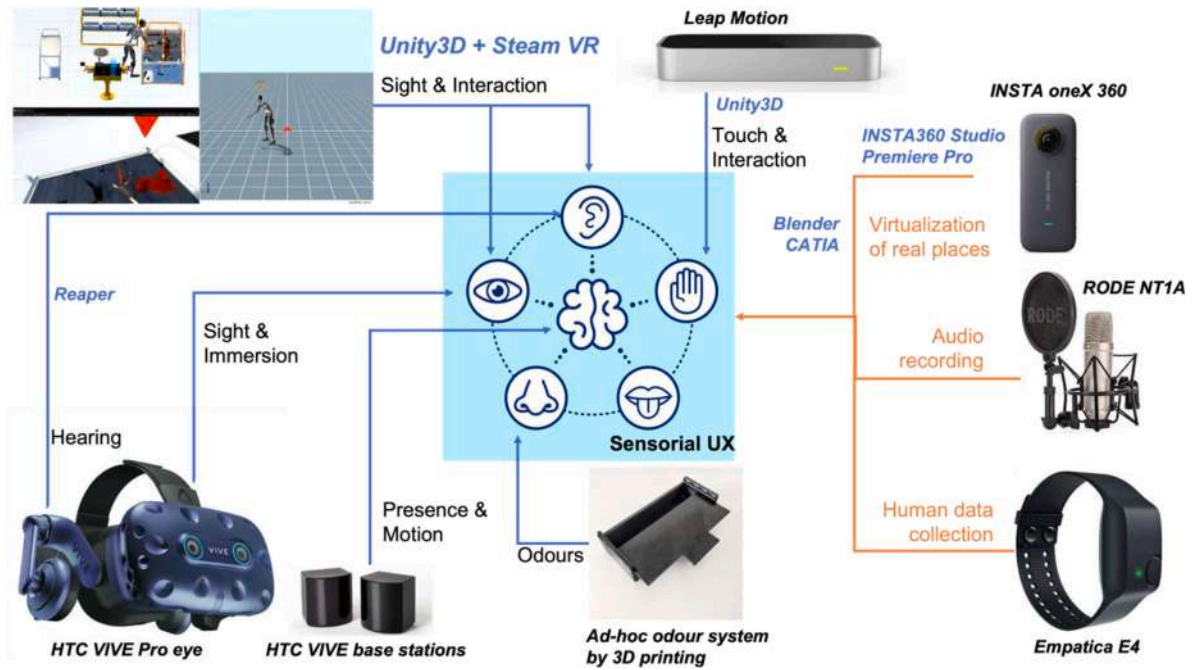 Leap Motion
Unity3D + Steam VR
Sight & Interaction
Unity3D
Touch &
Interaction
INSTA oneX 360
INSTA360 Studio
Premiere Pro
Blender
CATIA
Virtualization
of real places
RODE NT1A
RODE
Reaper
Sight &
Immersion
Audio
recording
Sensorial UX
Hearing
VIVE
Presence &
Motion
Odours
Human data
collection
HTC VIVE Pro eye
HTC VIVE base stations
Ad-hoc odour system
by 3D printing
Empatica E4